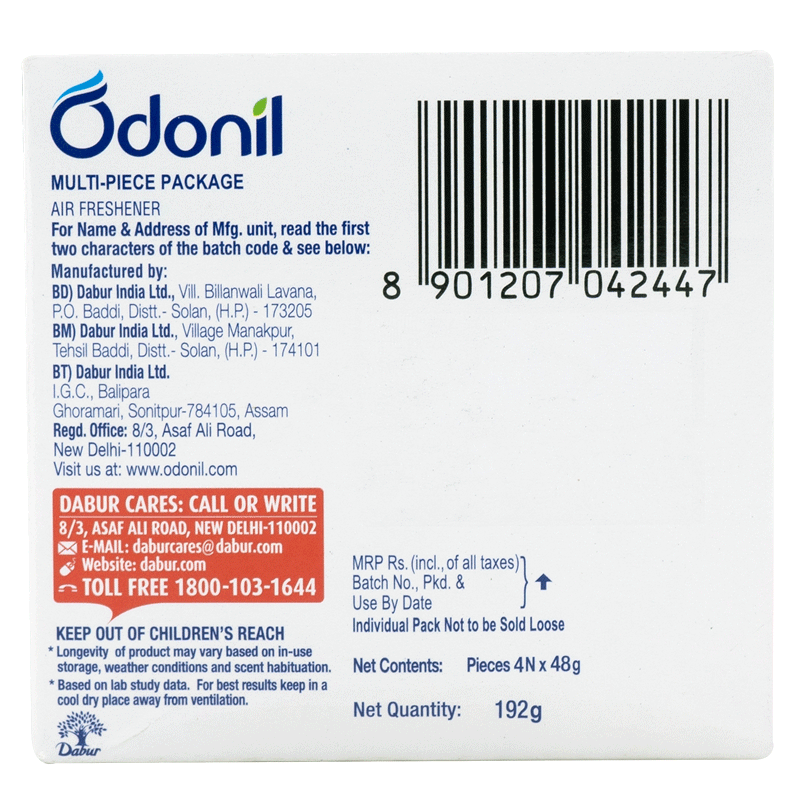 Odonil
MULTI-PIECE PACKAGE
AIR FRESHENER
For Name & Address of Mfg. unit, read the first
two characters of the batch code & see below:
Manufactured by:
BD) Dabur India Ltd., Vill. Billanwali Lavana,
P.O. Baddi, Distt.- Solan, (H.P.) - 173205
BM) Dabur India Ltd., Village Manakpur,
Tehsil Baddi, Distt.- Solan, (H.P.) - 174101
BT) Dabur India Ltd.
I.G.C., Balipara
Ghoramari, Sonitpur-784105, Assam
Regd. Office: 8/3, Asaf Ali Road,
New Delhi-110002
Visit us at: www.odonil.com
DABUR CARES: CALL OR WRITE
8/3, ASAF ALI ROAD, NEW DELHI-110002
E-MAIL: daburcares@dabur.com
Website: dabur.com
TOLL FREE 1800-103-1644
KEEP OUT OF CHILDREN'S REACH
* Longevity of product may vary based on in-use
storage, weather conditions and scent habituation.
* Based on lab study data. For best results keep in a
cool dry place away from ventilation.
Dabur
8 901207 042447
MRP Rs. (incl., of all taxes)
Batch No., Pkd. &
Use By Date
Individual Pack Not to be Sold Loose
Net Contents: Pieces 4N x 48g
Net Quantity: 192g